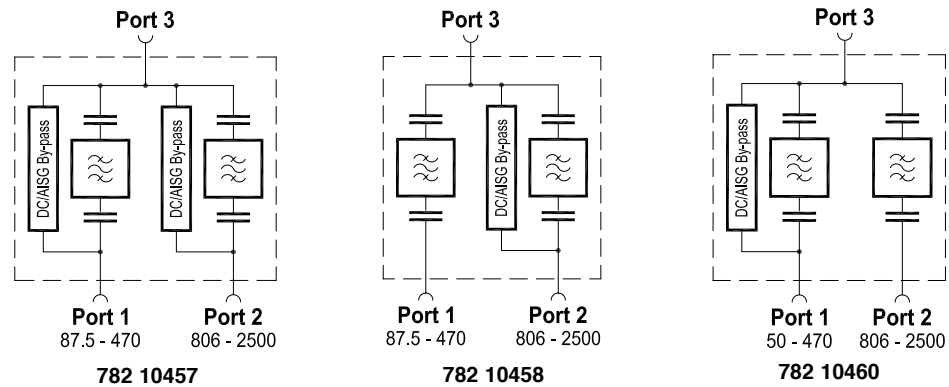 Port 3
DC/AISG By-pass
DC/AISG By-pass
Port 1
87.5 - 470
Port 2
806 - 2500
782 10457
Port 3
DC/AISG By-pass
Port 1
87.5 - 470
Port 2
806 - 2500
782 10458
Port 3
DC/AISG By-pass
Port 1
50 - 470
Port 2
806 - 2500
782 10460